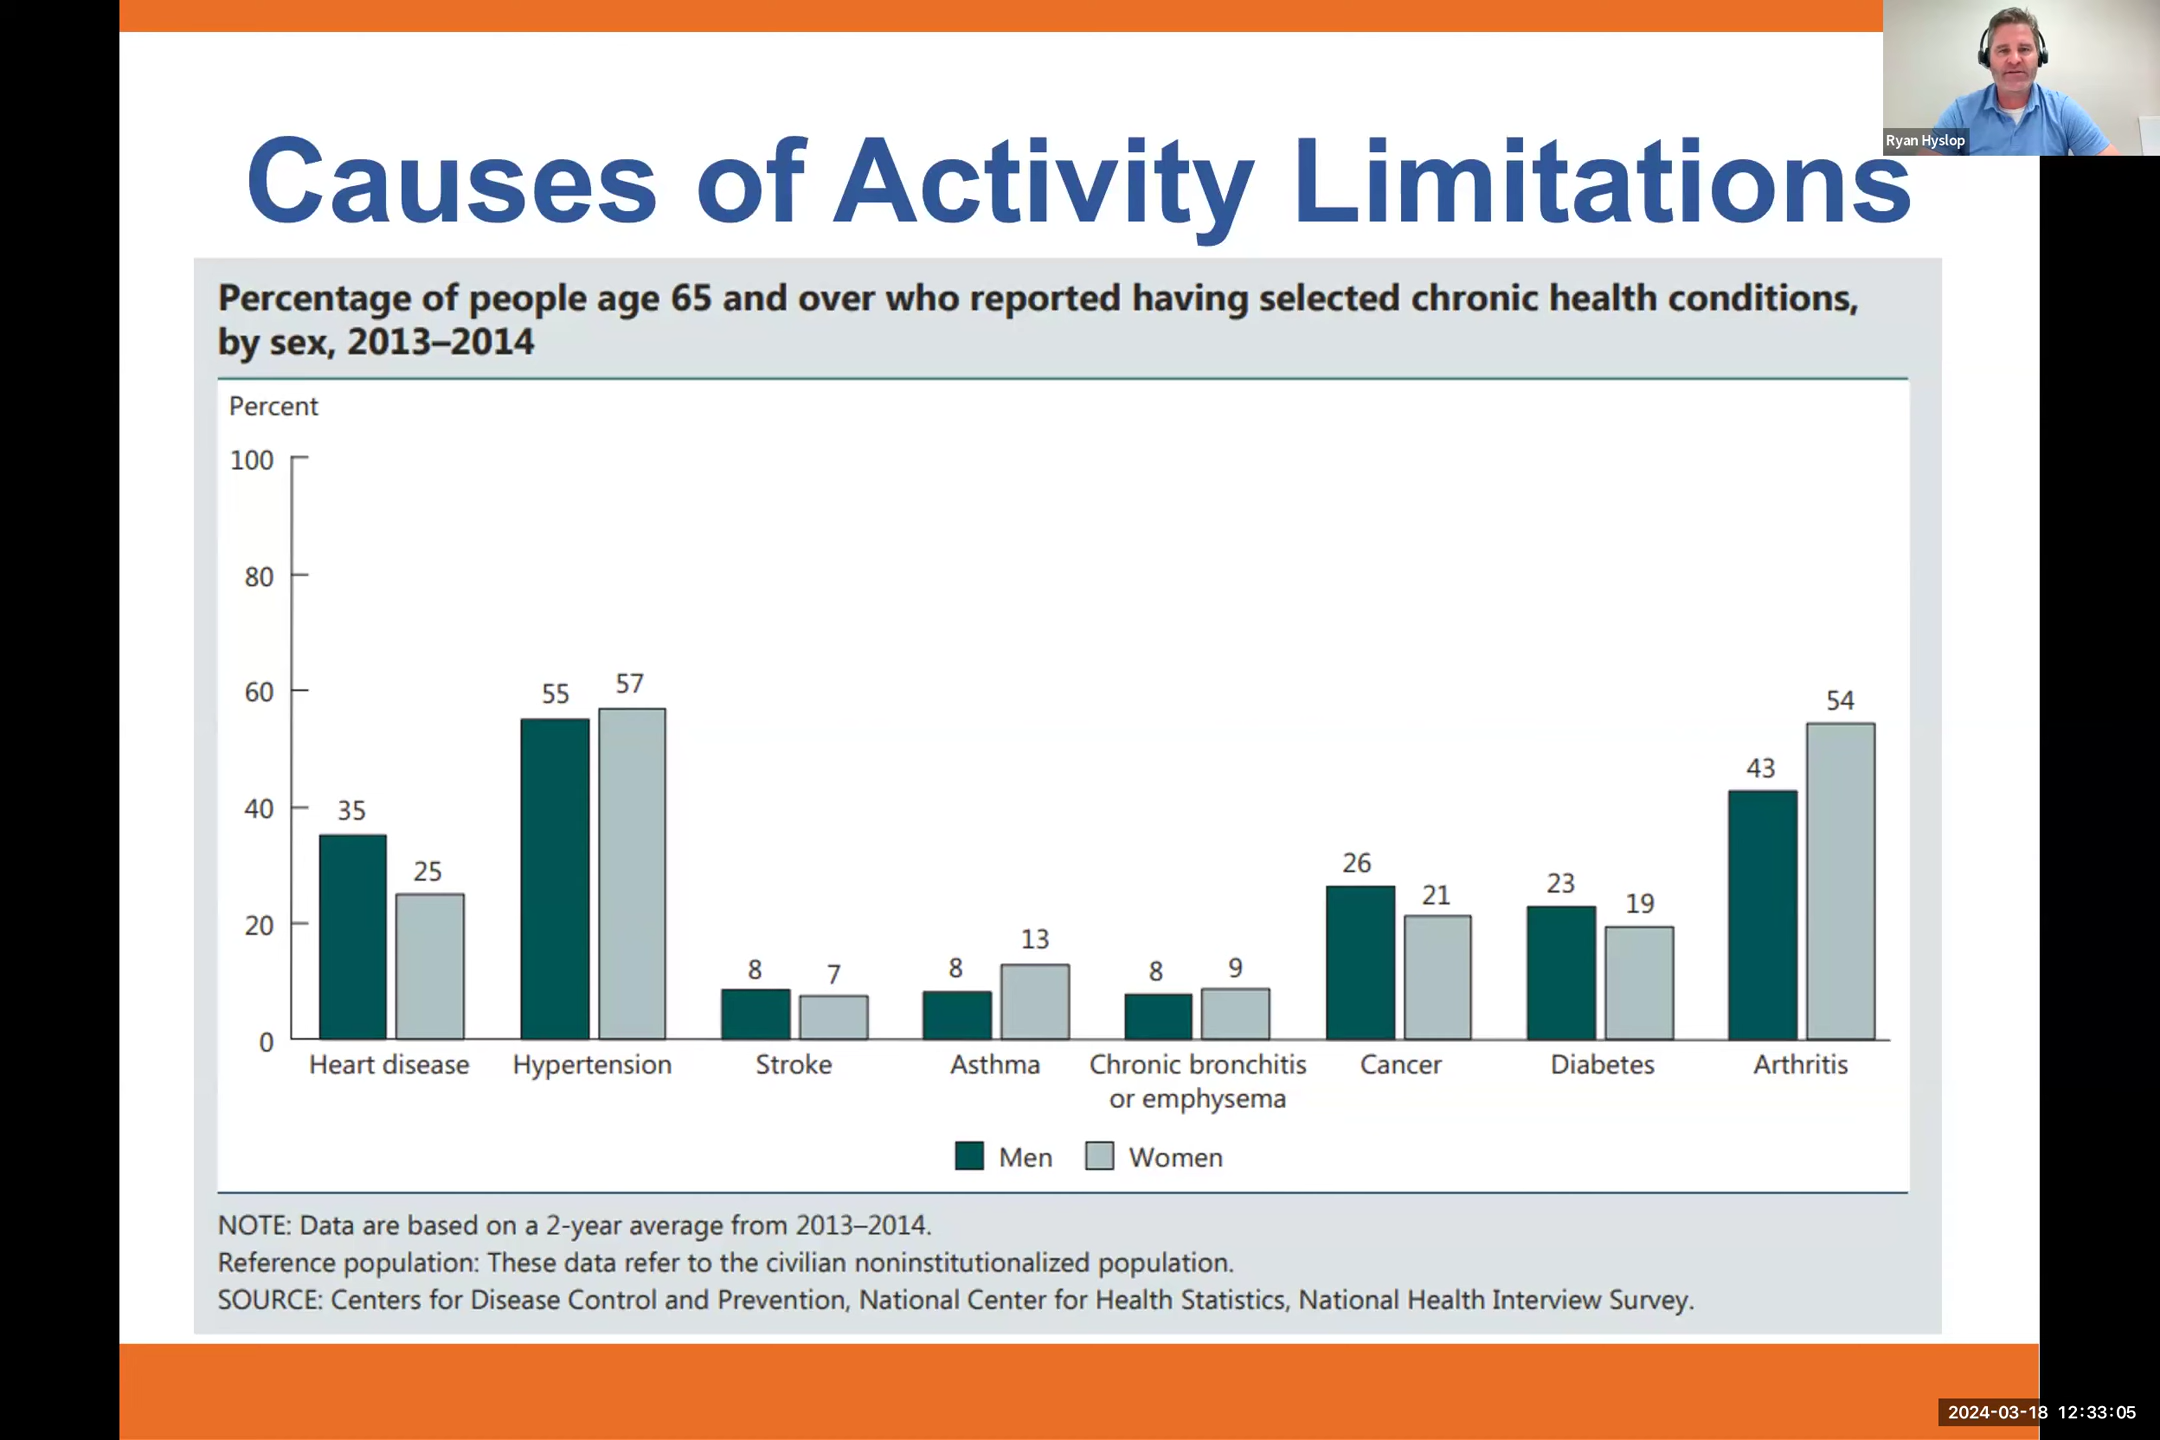 Ryan Hyslop
Causes of Activity Limitations
Percentage of people age 65 and over who reported having selected chronic health conditions,
by sex, 2013–2014
Percent
100
80
60
40
20
0
35
25
55
57
8
7
8
13
8
9
26
21
23
19
43
54
Heart disease
Hypertension
Stroke
Asthma
Chronic bronchitis
or emphysema
Cancer
Diabetes
Arthritis
Men
Women
NOTE: Data are based on a 2-year average from 2013–2014.
Reference population: These data refer to the civilian noninstitutionalized population.
SOURCE: Centers for Disease Control and Prevention, National Center for Health Statistics, National Health Interview Survey.
2024-03-18 12:33:05